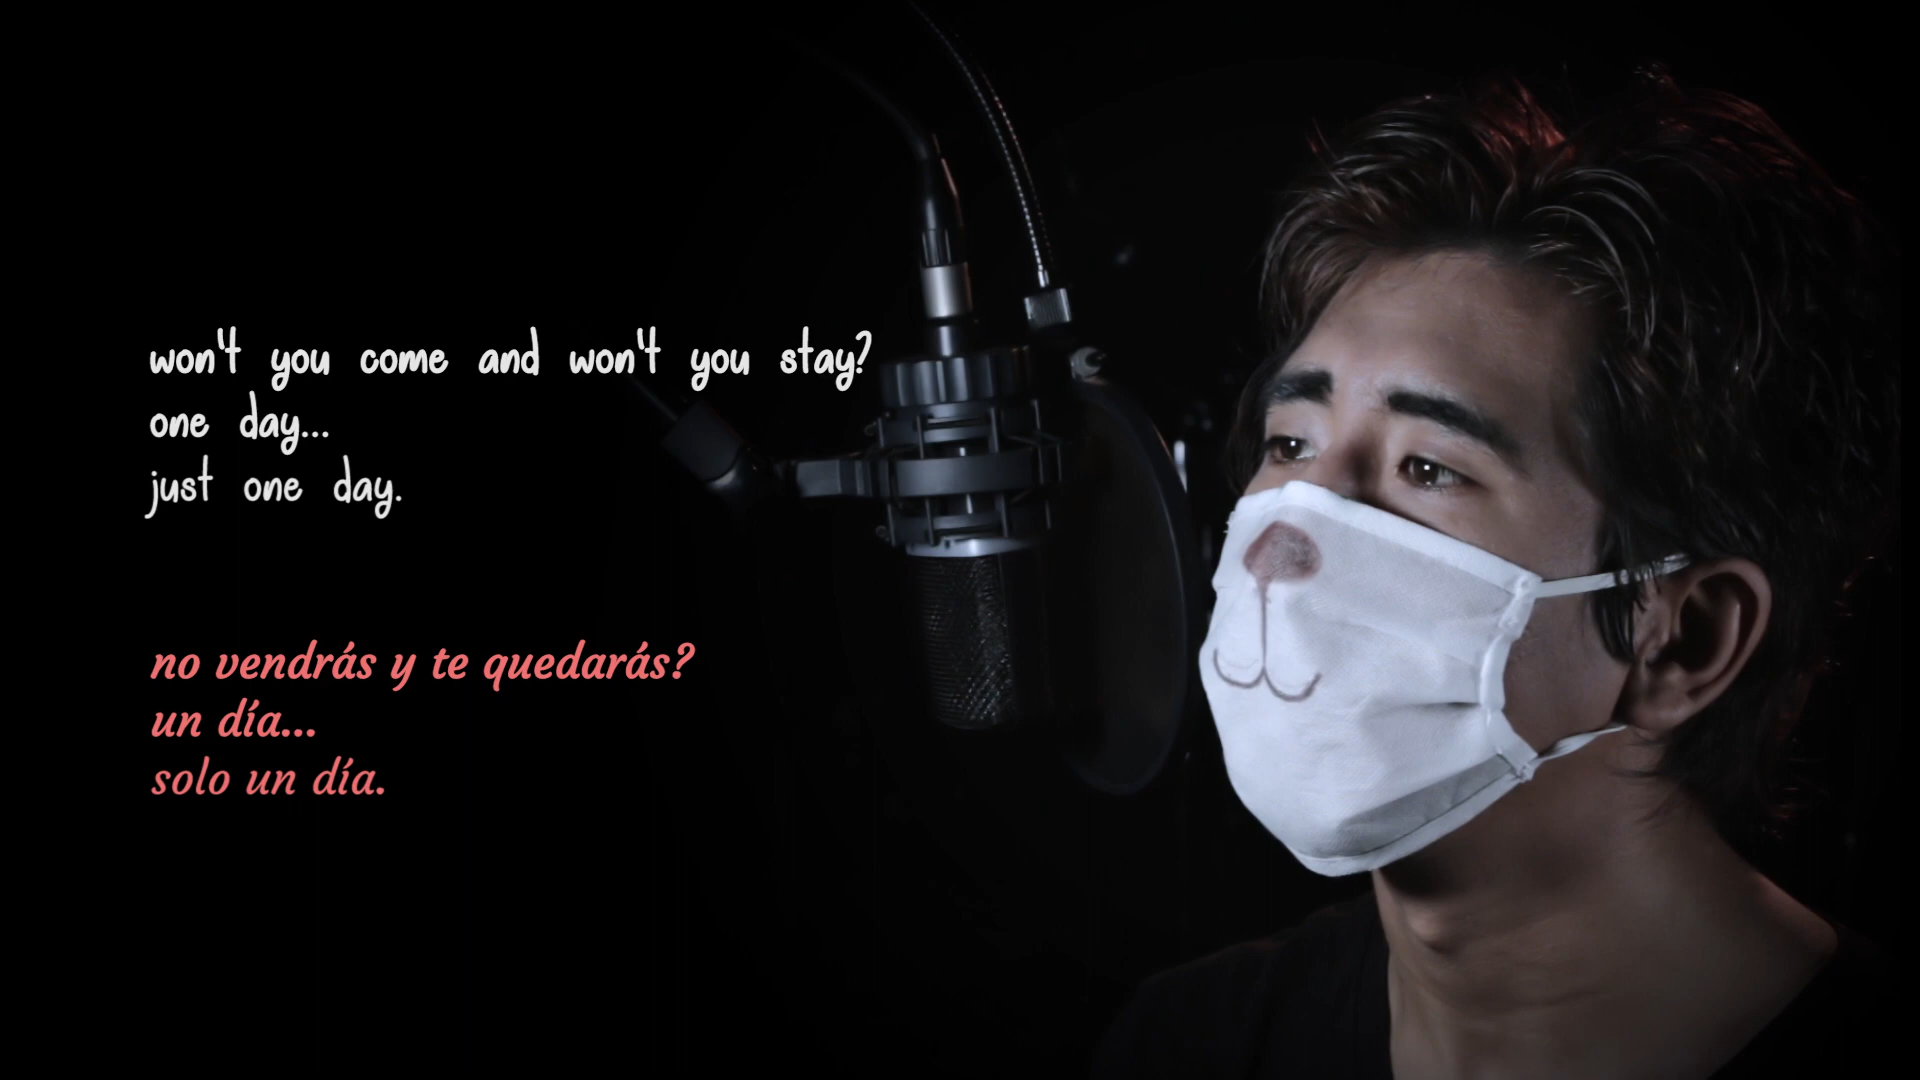 won't you come and won't you stay?
one day...
just one day.
no vendrás y te quedarás?
un día...
solo un día.